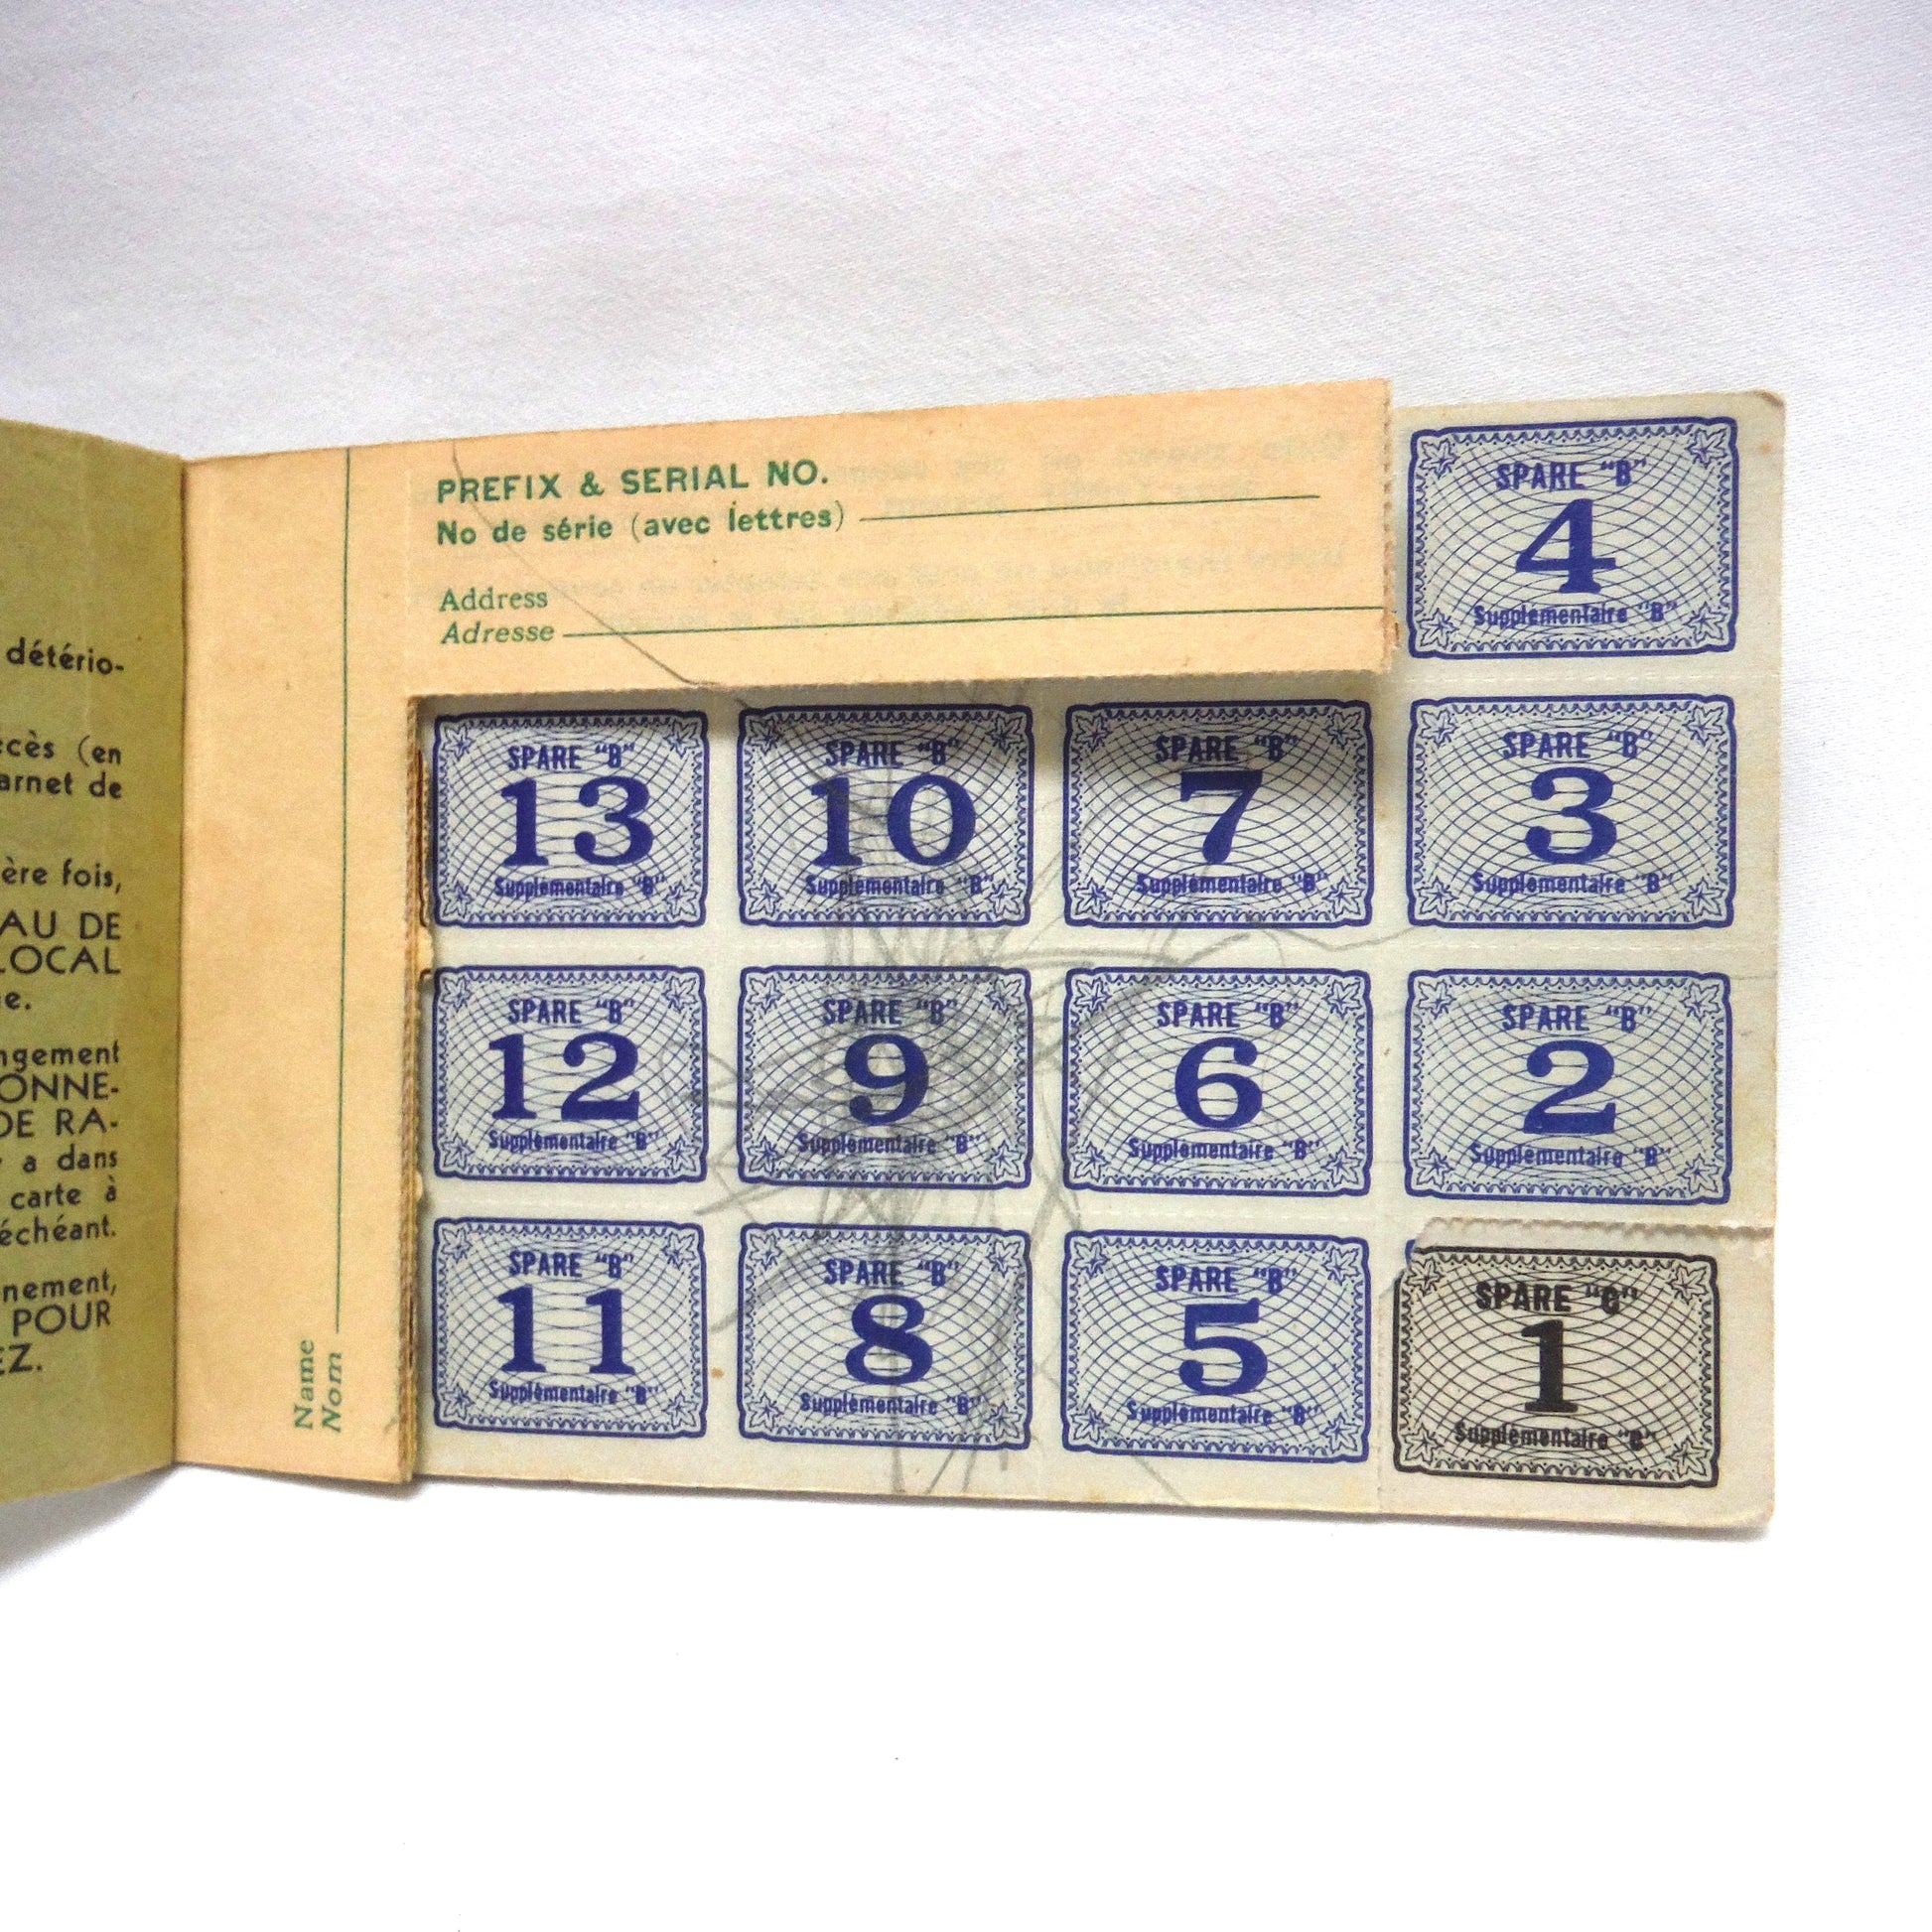 détério-
ccès (en
arnet de
ère fois,
AU DE
LOCAL
e.
ngement
ONNE-
DE RA-
a dans
carte à
échéant.
nement,
POUR
EZ.
Name
Nom
PREFIX & SERIAL NO.
No de série (avec lettres)
Address
Adresse
SPARE "B"
4
Supplémentaire "B"
SPARE "B"
13
Supplémentaire "B"
SPARE "B"
10
Supplémentaire "B"
SPARE "B"
7
Supplémentaire "B"
SPARE "B"
3
Supplémentaire "B"
SPARE "B"
12
Supplémentaire "B"
SPARE "B"
9
Supplémentaire "B"
SPARE "B"
6
Supplémentaire "B"
SPARE "B"
2
Supplémentaire "B"
SPARE "B"
11
Supplémentaire "B"
SPARE "B"
8
Supplémentaire "B"
SPARE "B"
5
Supplémentaire "B"
SPARE "C"
1
Supplémentaire "C"